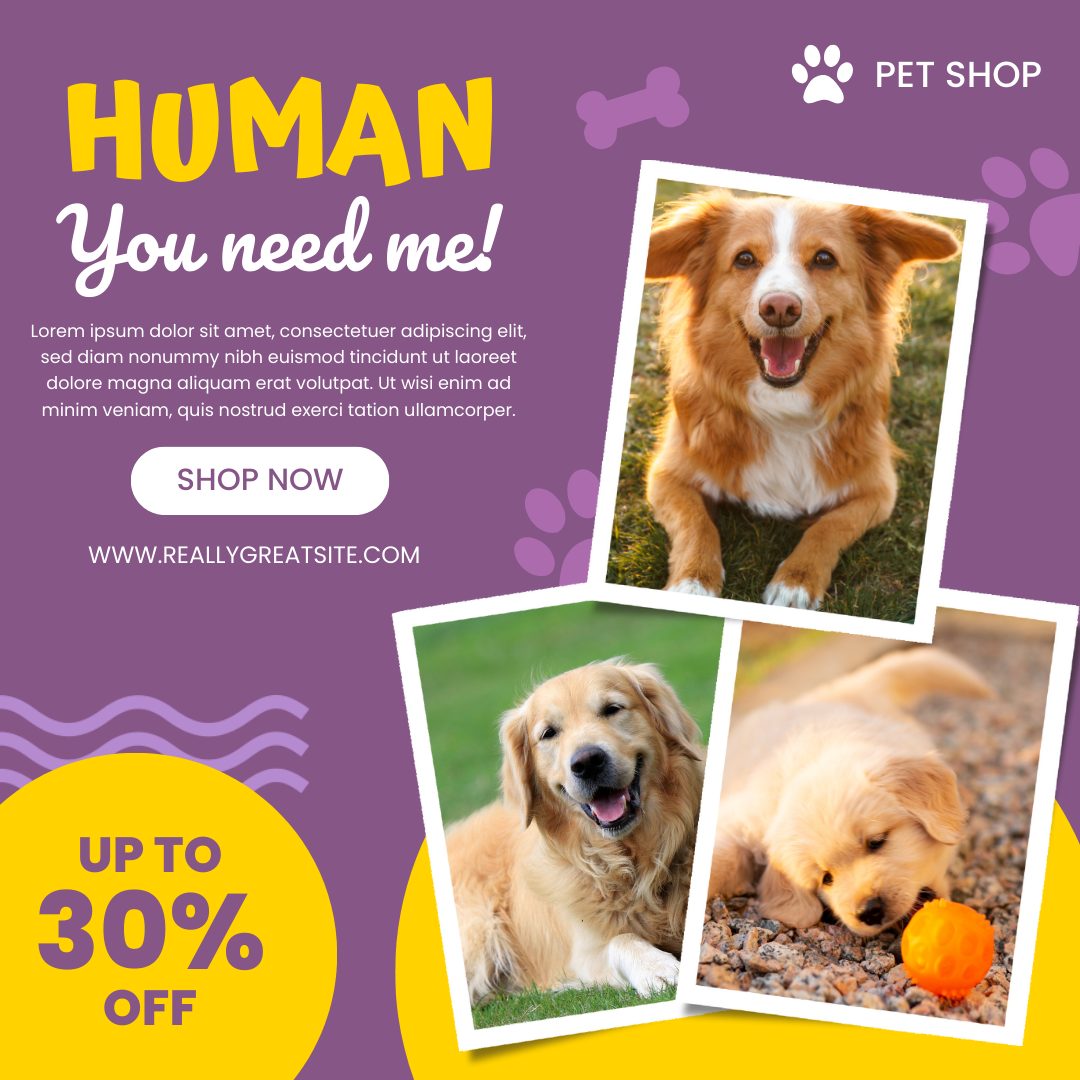 PET SHOP
HUMAN
You need me!
Lorem ipsum dolor sit amet, consectetuer adipiscing elit,
sed diam nonummy nibh euismod tincidunt ut laoreet
dolore magna aliquam erat volutpat. Ut wisi enim ad
minim veniam, quis nostrud exerci tation ullamcorper.
SHOP NOW
WWW.REALLYGREATSITE.COM
UP TO
30%
OFF